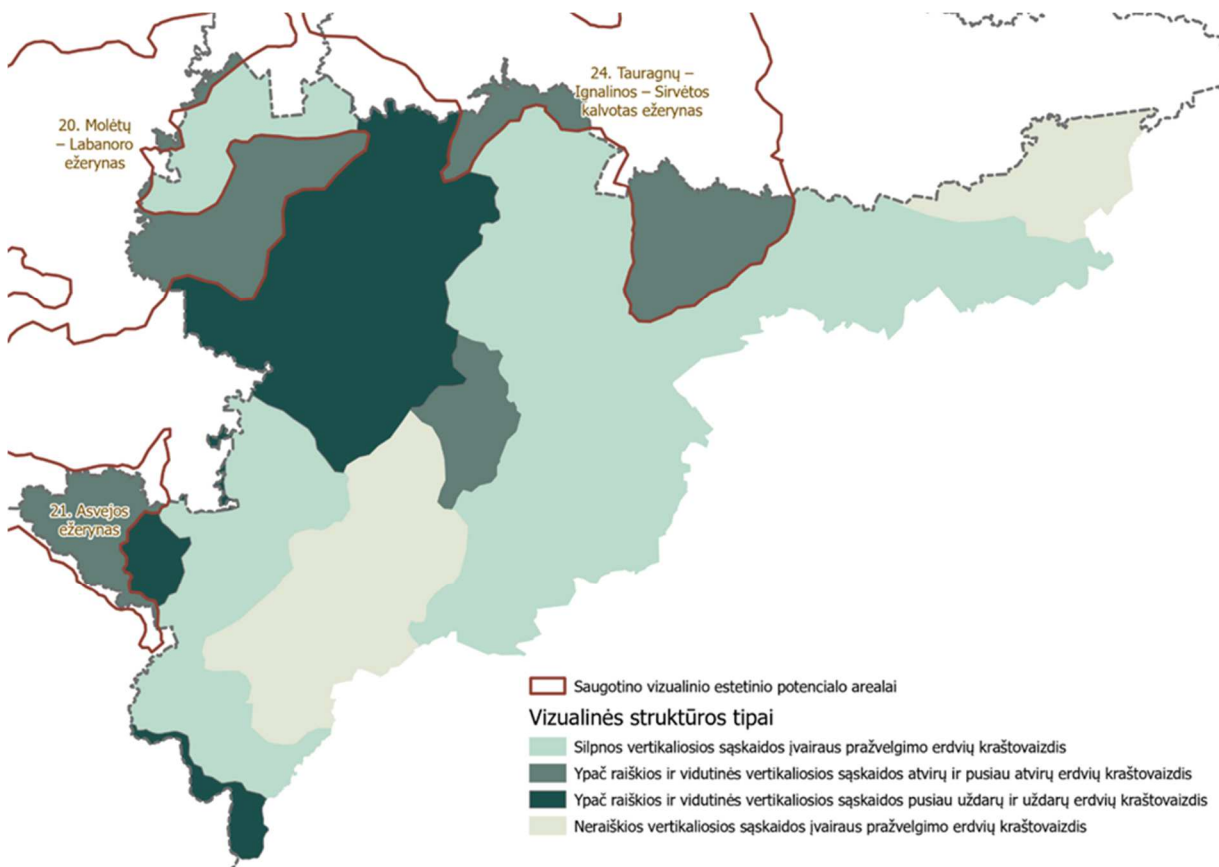 24. Tauragnų –
Ignalinos – Sirvėtos
kalvotas ežerynas
20. Molėtų
– Labanoro
ežerynas
21. Asvejos
ežerynas
Saugotino vizualinio estetinio potencialo arealai
Vizualinės struktūros tipai
Silpnos vertikaliosios sąskaidos įvairaus pražvelgimo erdvių kraštovaizdis
Ypač raiškios ir vidutinės vertikaliosios sąskaidos atvirų ir pusiau atvirų erdvių kraštovaizdis
Ypač raiškios ir vidutinės vertikaliosios sąskaidos pusiau uždarų ir uždarų erdvių kraštovaizdis
Neraiškios vertikaliosios sąskaidos įvairaus pražvelgimo erdvių kraštovaizdis